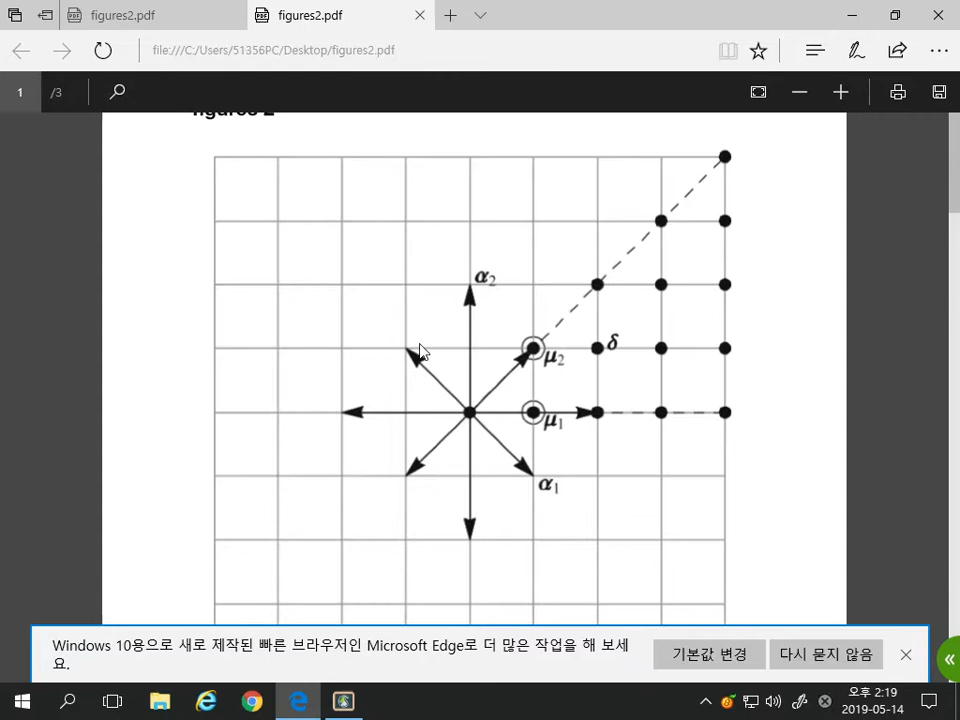 figures2.pdf
figures2.pdf
file:///C:/Users/51356PC/Desktop/figures2.pdf
1 /3
figures 2
α2
δ
μ2
μ1
α1
Windows 10용으로 새로 제작된 빠른 브라우저인 Microsoft Edge로 더 많은 작업을 해 보세
요.
기본값 변경
다시 묻지 않음
오후 2:19
2019-05-14